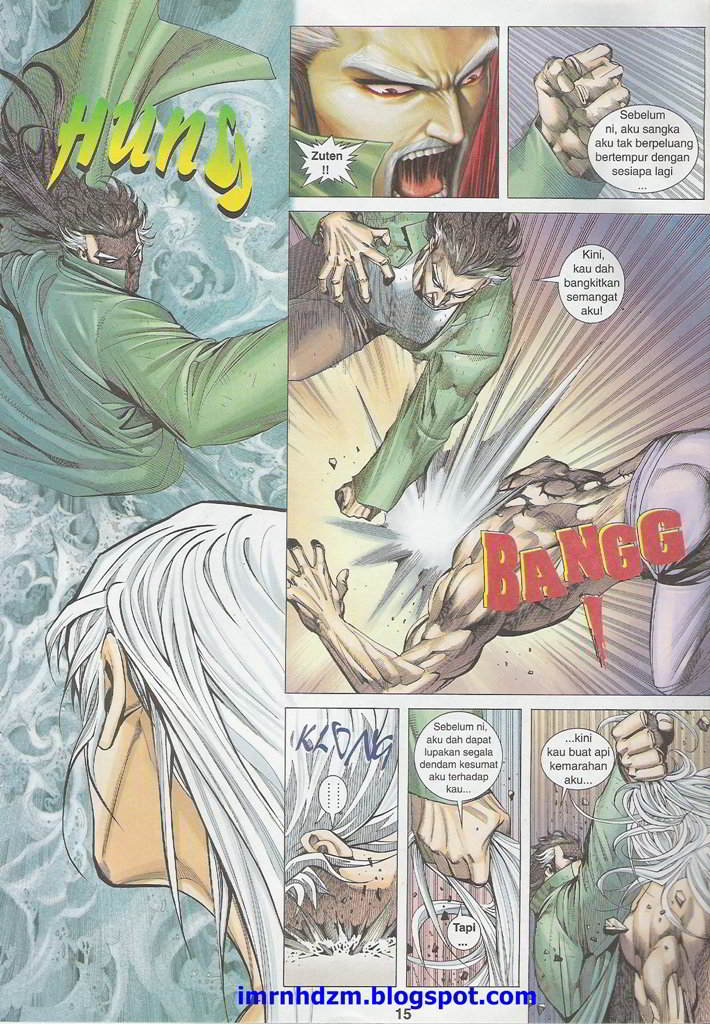 HUNG
Zuten
!!
Sebelum
ni, aku sangka
aku tak berpeluang
bertempur dengan
sesiapa lagi
...
Kini,
kau dah
bangkitkan
semangat
aku!
BANGG
!
KLONG
Sebelum ni,
aku dah dapat
lupakan segala
dendam kesumat
aku terhadap
kau...
Tapi
...
...kini
kau buat api
kemarahan
aku...
imrnhdzm.blogspot.com
15